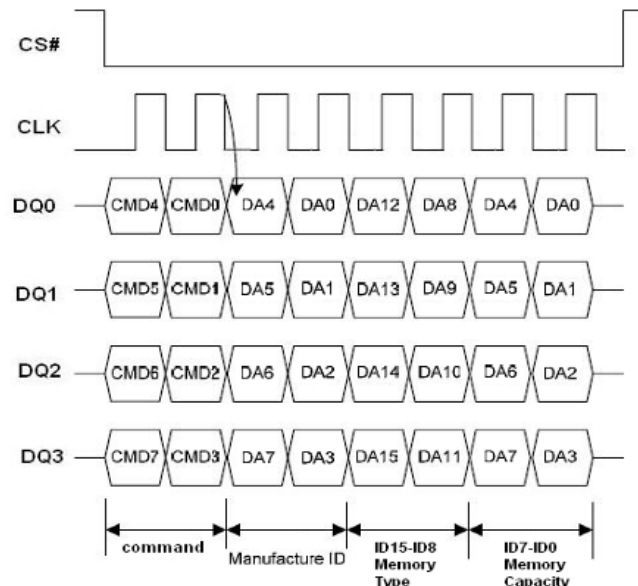 CS#
CLK
DQ0 CMD4 CMD0 DA4 DA0 DA12 DA8 DA4 DA0
DQ1 CMD5 CMD1 DA5 DA1 DA13 DA9 DA5 DA1
DQ2 CMD6 CMD2 DA6 DA2 DA14 DA10 DA6 DA2
DQ3 CMD7 CMD3 DA7 DA3 DA15 DA11 DA7 DA3
command
Manufacture ID
ID15-ID8
Memory
Type
ID7-ID0
Memory
Capacity